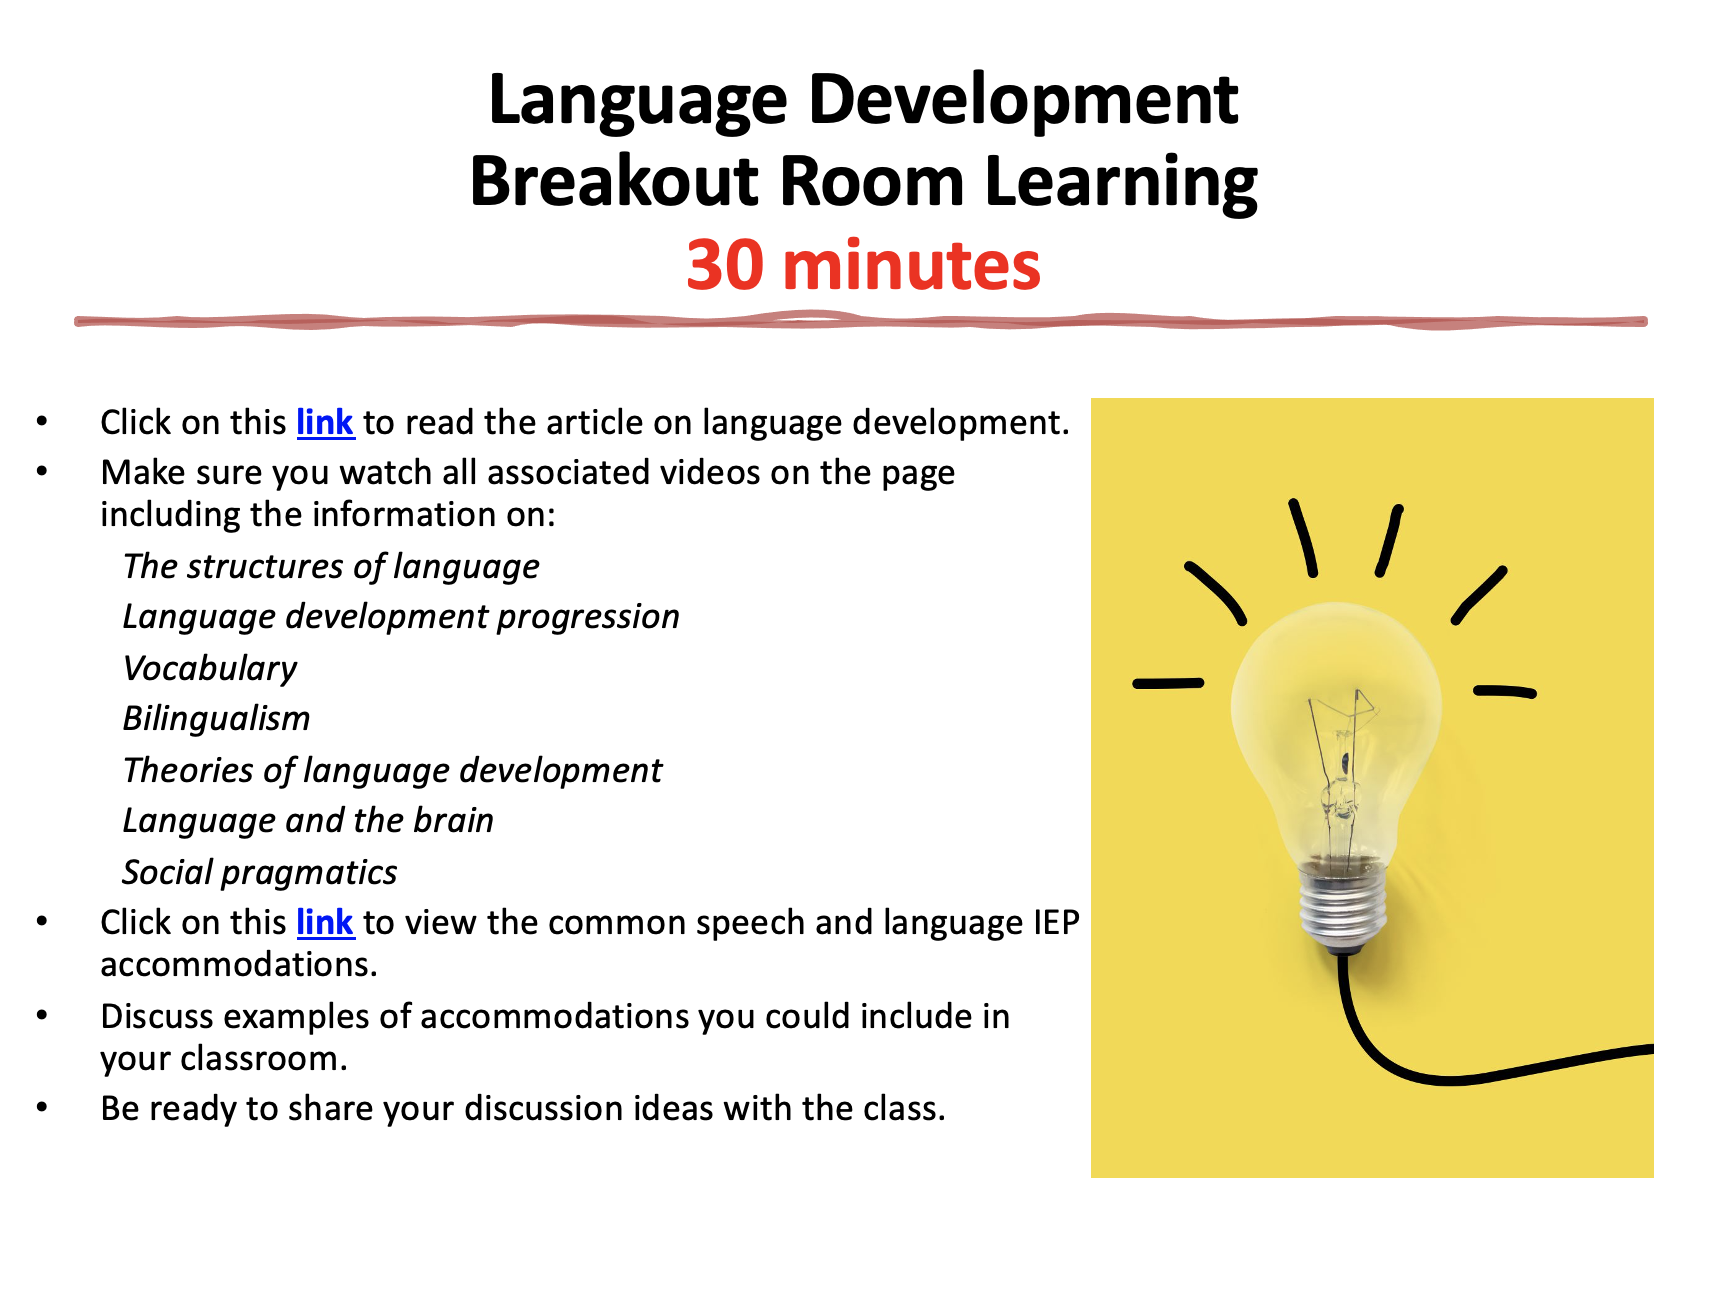 Language Development
Breakout Room Learning
30 minutes
• Click on this link to read the article on language development.
• Make sure you watch all associated videos on the page
including the information on:
The structures of language
Language development progression
Vocabulary
Bilingualism
Theories of language development
Language and the brain
Social pragmatics
• Click on this link to view the common speech and language IEP
accommodations.
• Discuss examples of accommodations you could include in
your classroom.
• Be ready to share your discussion ideas with the class.